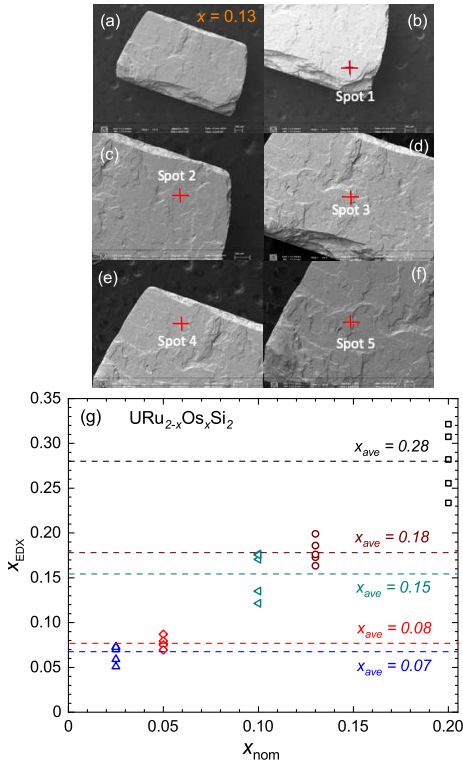 (a)
x = 0.13
(b)
Spot 1
(c)
Spot 2
(d)
Spot 3
(e)
Spot 4
(f)
Spot 5
(g)
URu2-xOsxSi2
0.35
0.30
0.25
0.20
0.15
0.10
0.05
0
xEDX
xave = 0.28
xave = 0.18
xave = 0.15
xave = 0.08
xave = 0.07
0
0.05
0.10
0.15
0.20
xnom